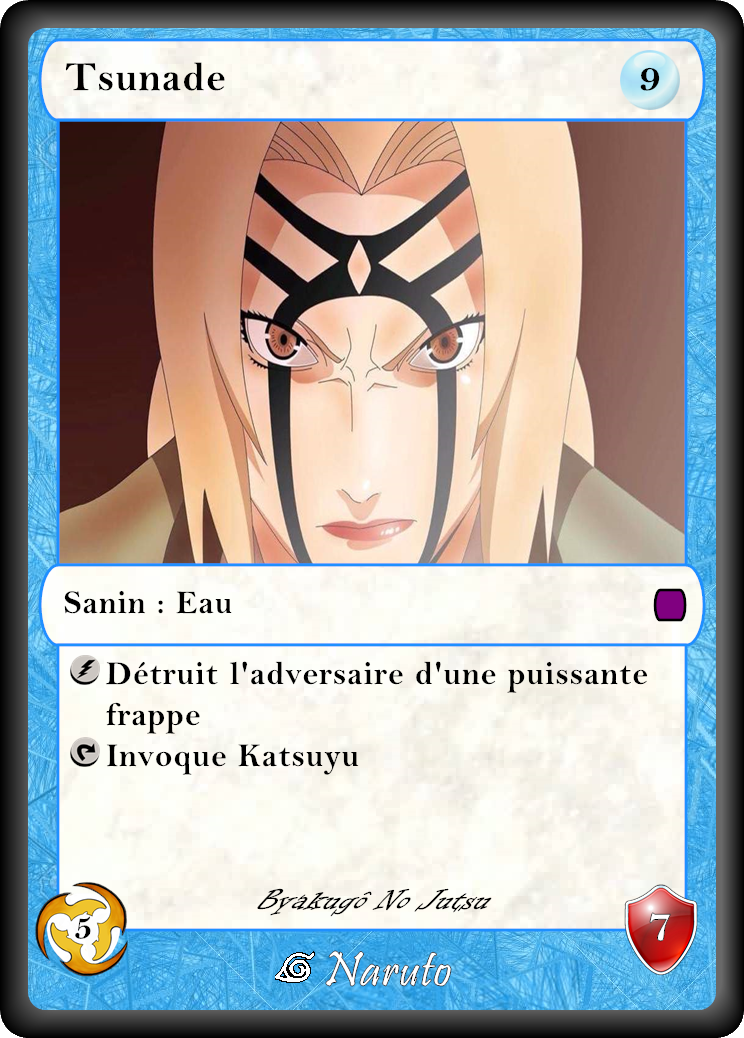 Tsunade
9
Sanin : Eau
Détruit l'adversaire d'une puissante
frappe
Invoque Katsuyu
Byakugô No Jutsu
5
7
Naruto